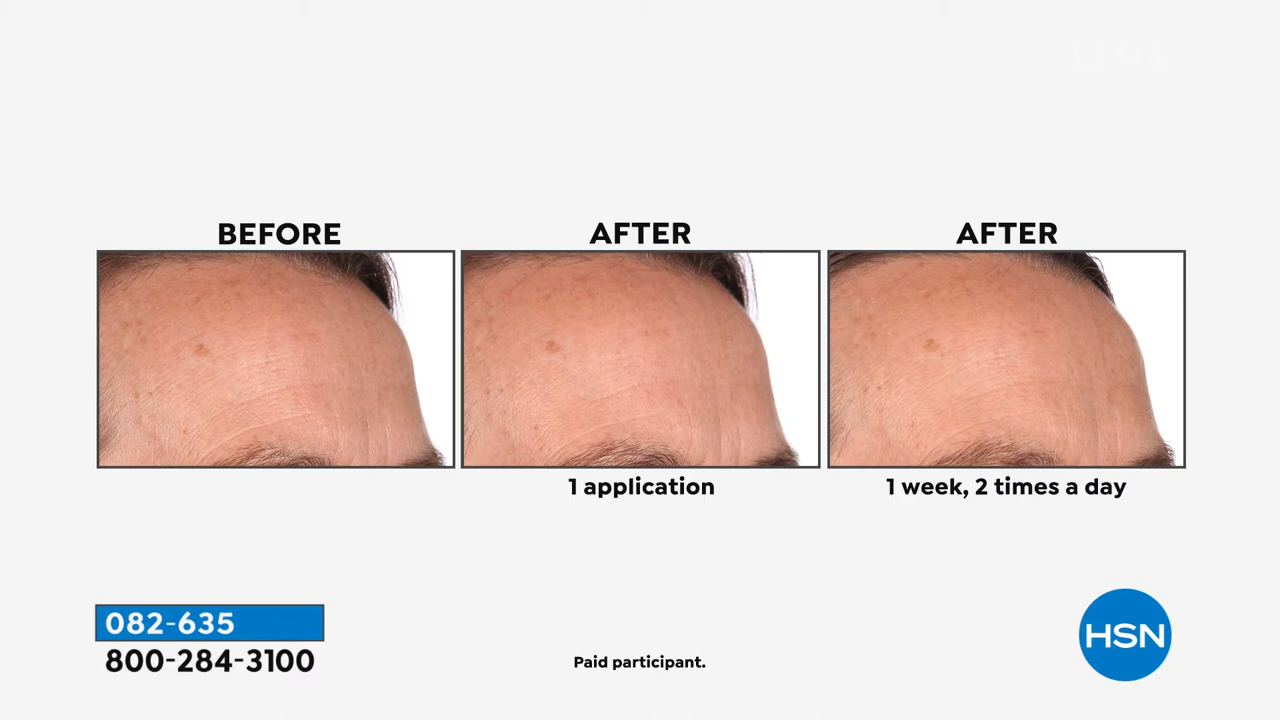 BEFORE
AFTER
AFTER
1 application
1 week, 2 times a day
082-635
800-284-3100
Paid participant.
HSN